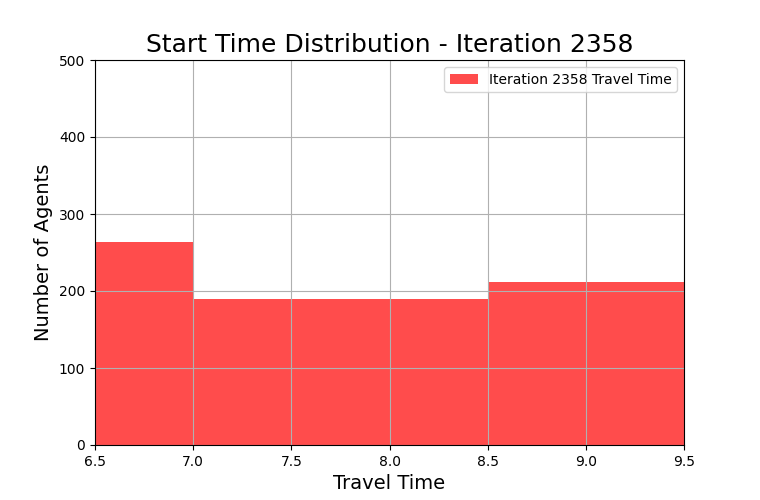 Start Time Distribution - Iteration 2358
Iteration 2358 Travel Time
Number of Agents
500
400
300
200
100
0
6.5 7.0 7.5 8.0 8.5 9.0 9.5
Travel Time